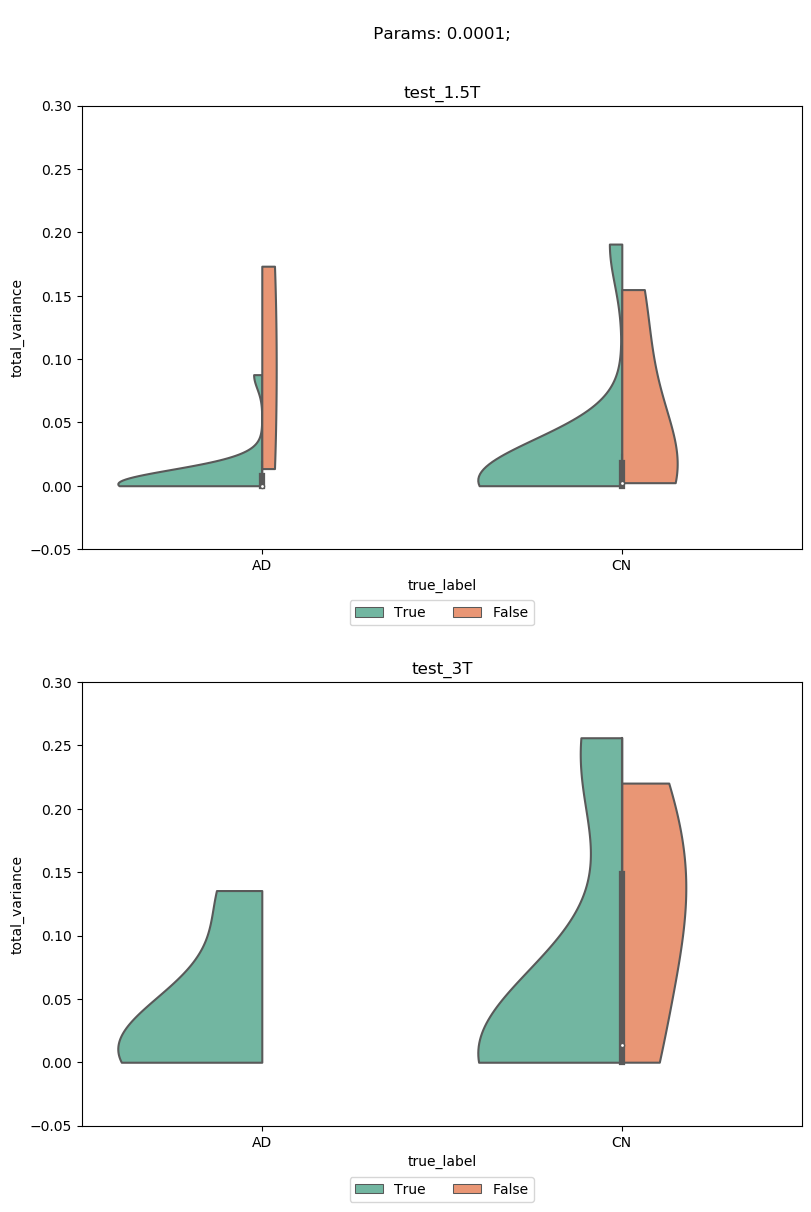 Params: 0.0001;
test_1.5T
0.30
0.25
0.20
0.15
0.10
0.05
0.00
−0.05
total_variance
AD CN
true_label
True False
test_3T
0.30
0.25
0.20
0.15
0.10
0.05
0.00
−0.05
total_variance
AD CN
true_label
True False